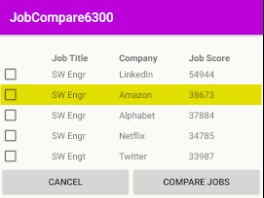 JobCompare6300
Job Title Company Job Score
SW Engr LinkedIn 54944
SW Engr Amazon 38673
SW Engr Alphabet 37884
SW Engr Netflix 34785
SW Engt Twitter 33987
CANCEL COMPARE JOBS